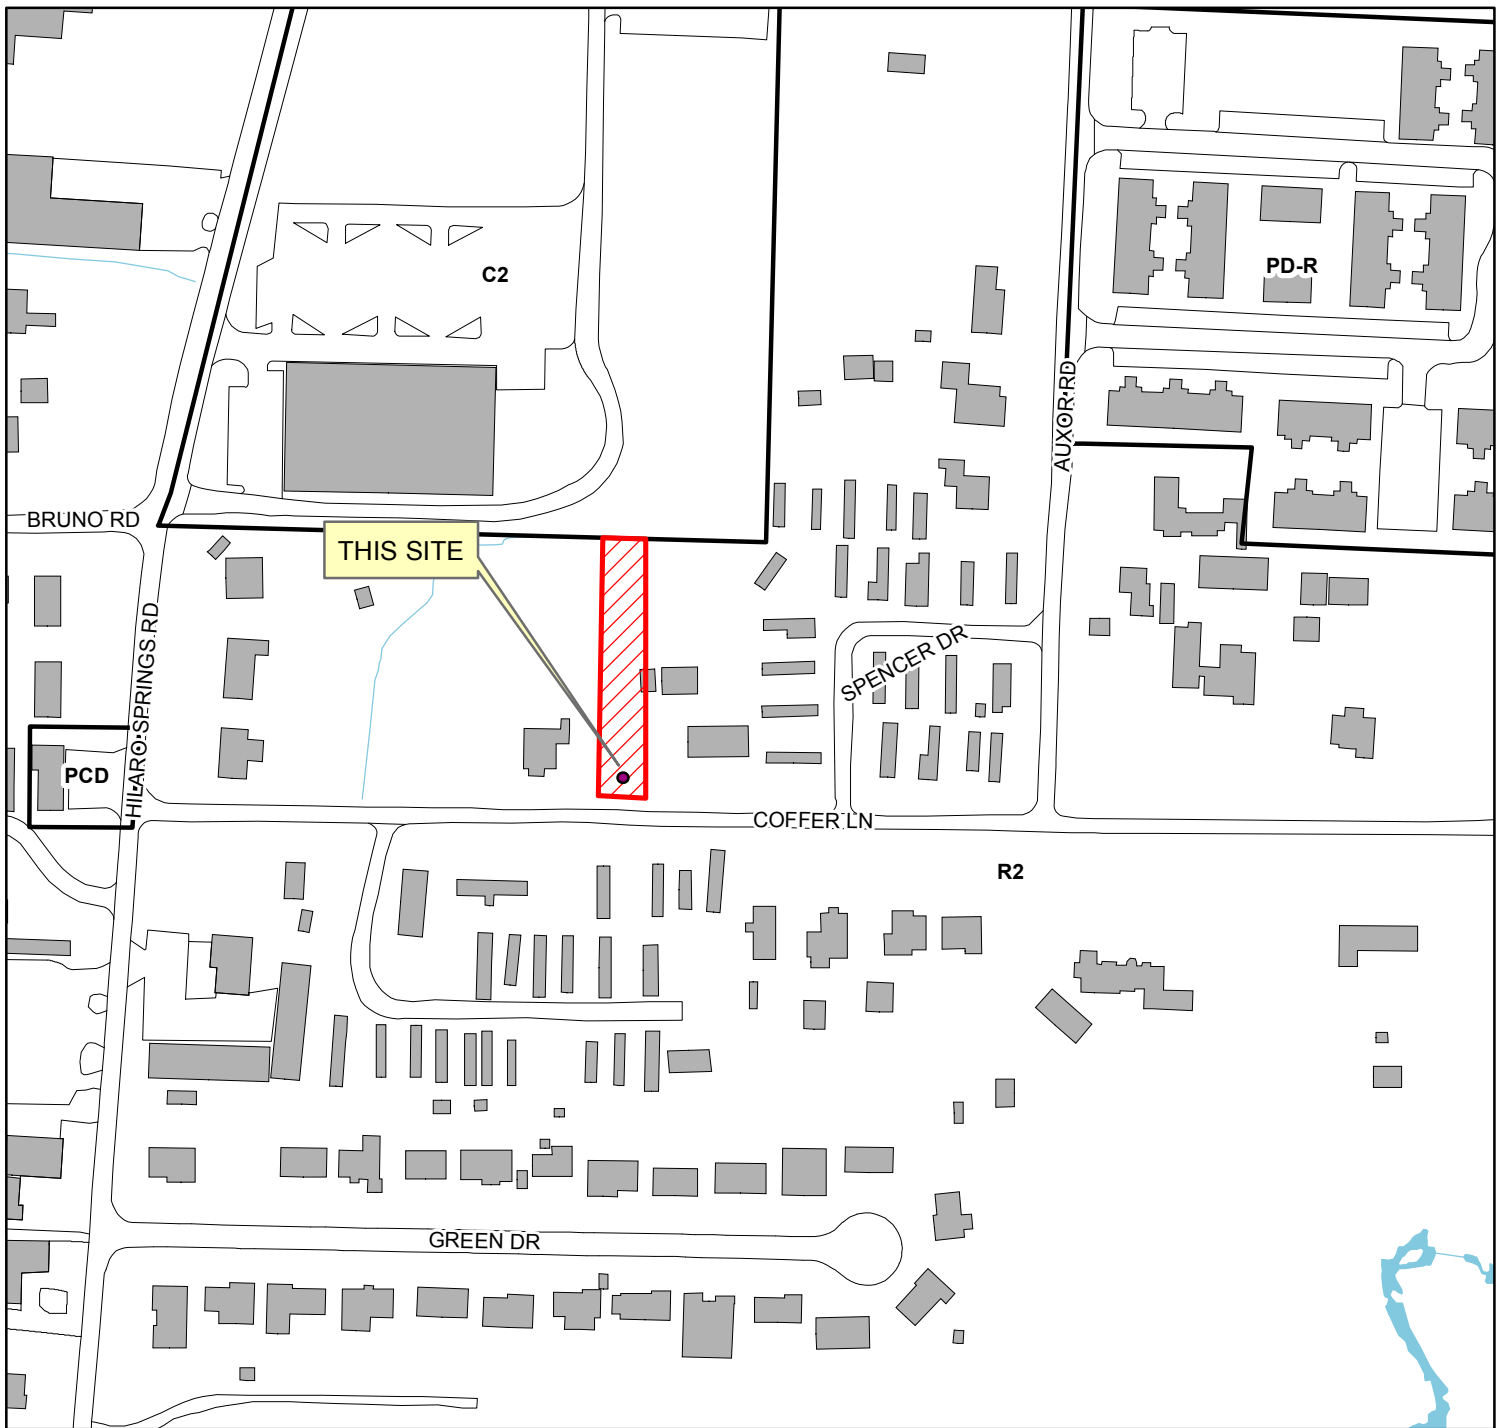 C2
PD-R
AUXOR RD
BRUNO RD
THIS SITE
HILARO SPRINGS RD
SPENCER DR
PCD
COFFER LN
R2
GREEN DR